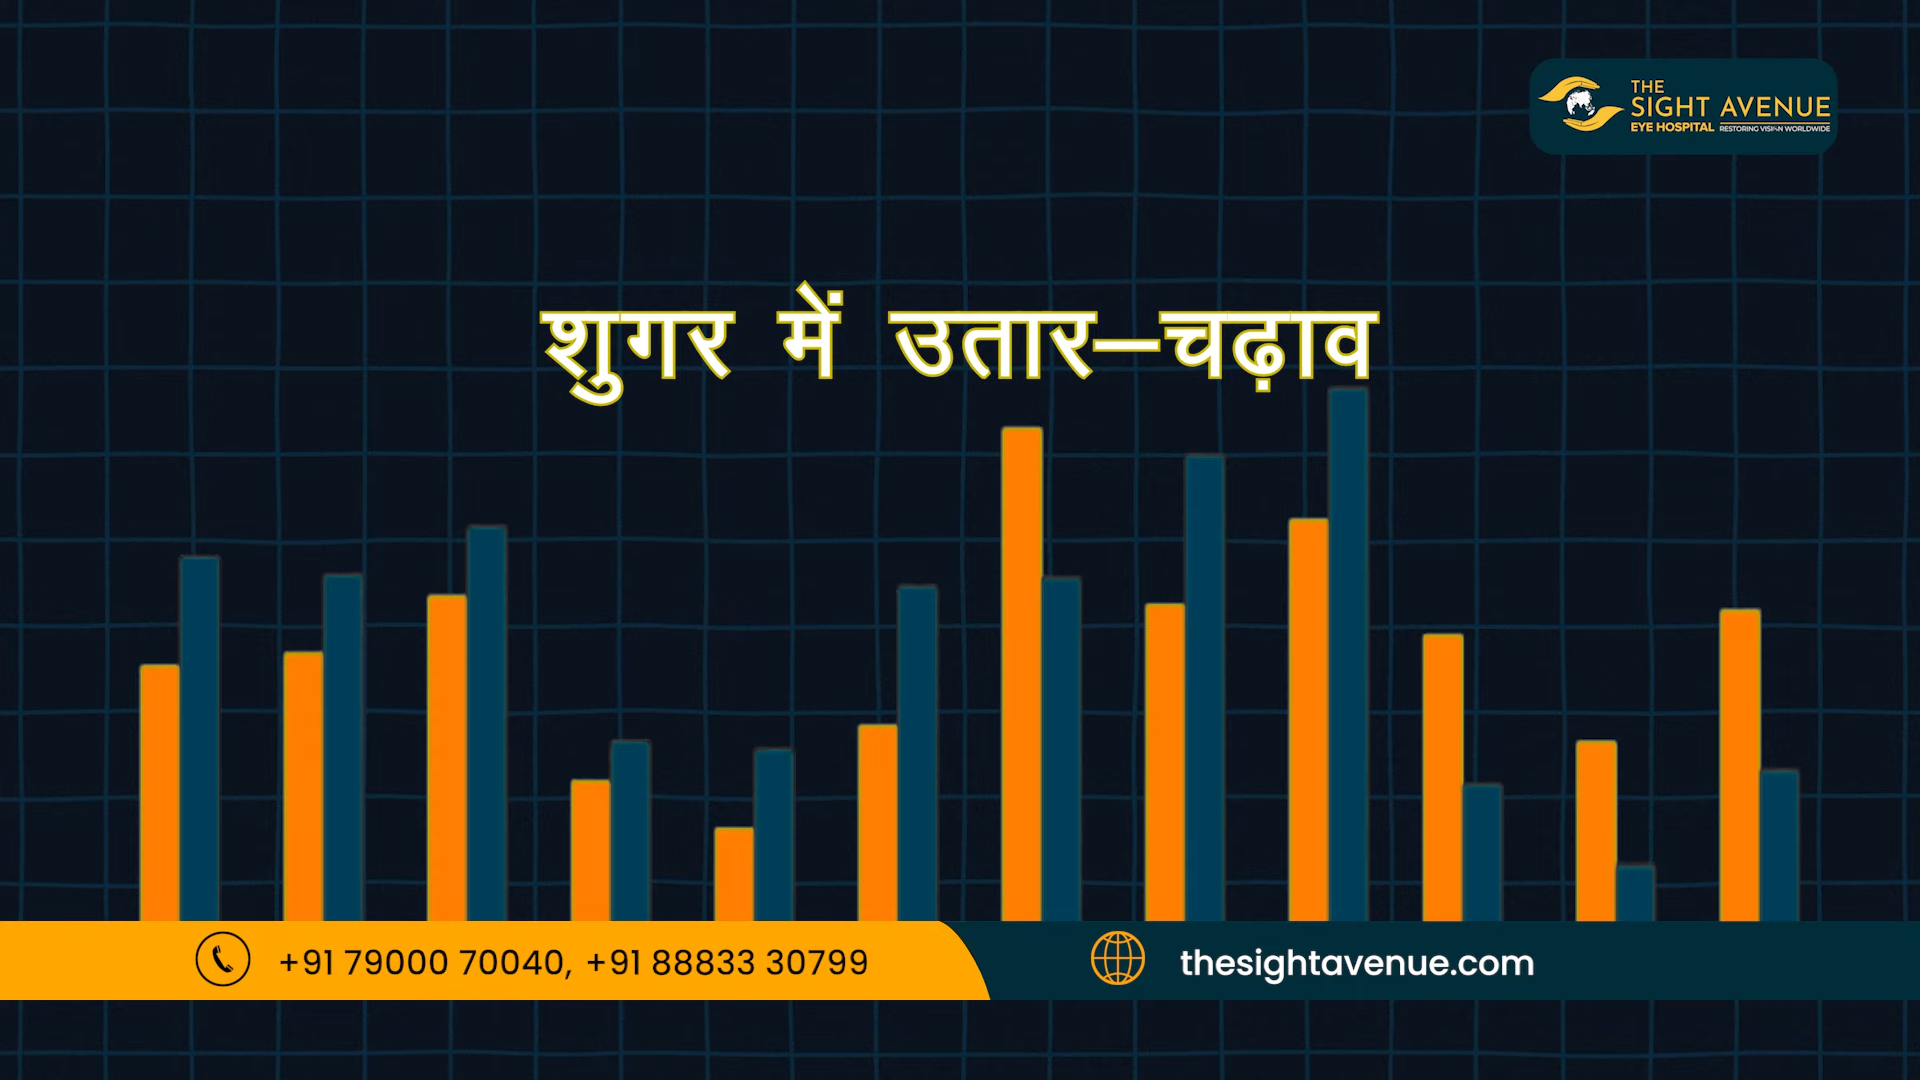 THE
SIGHT AVENUE
EYE HOSPITAL RESTORING VISION WORLDWIDE
शुगर में उतार–चढ़ाव
+91 79000 70040, +91 88833 30799
thesightavenue.com